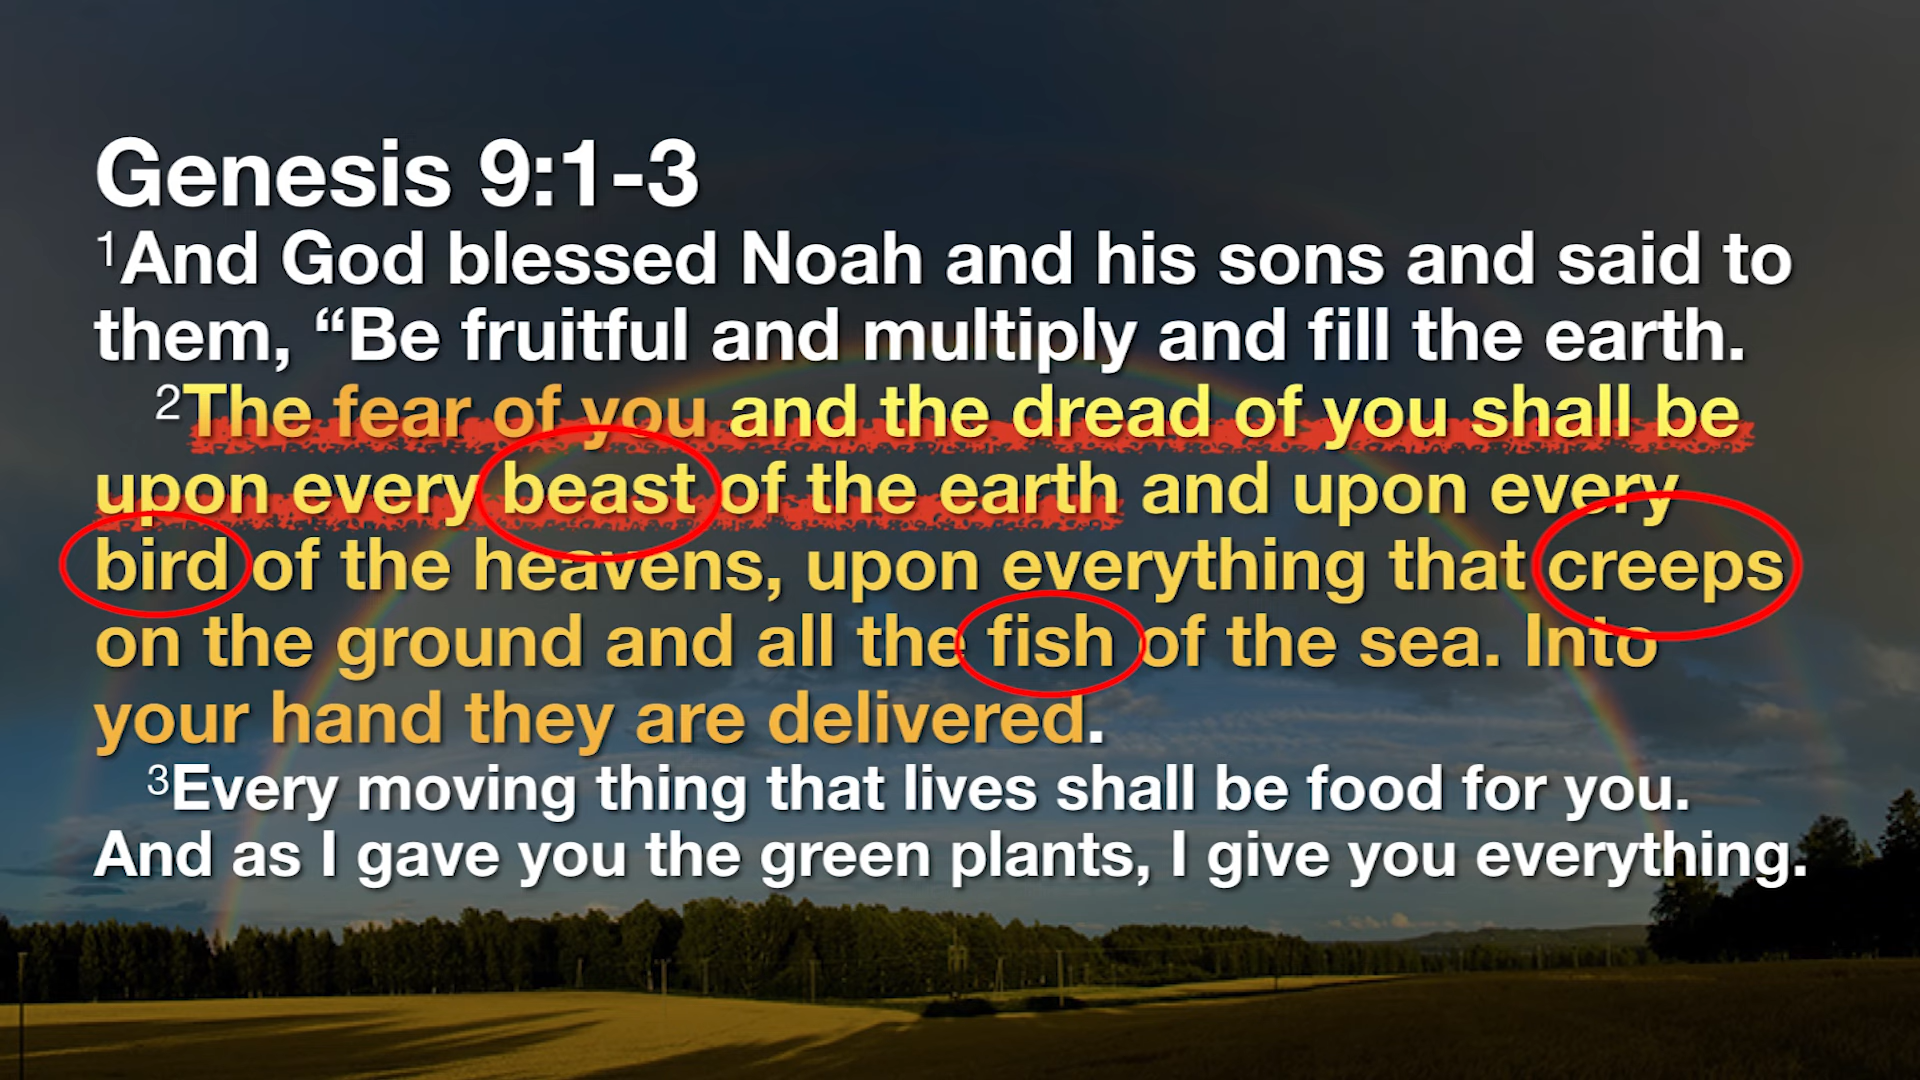 Genesis 9:1-3
1And God blessed Noah and his sons and said to
them, “Be fruitful and multiply and fill the earth.
2The fear of you and the dread of you shall be
upon every beast of the earth and upon every
bird of the heavens, upon everything that creeps
on the ground and all the fish of the sea. Into
your hand they are delivered.
3Every moving thing that lives shall be food for you.
And as I gave you the green plants, I give you everything.